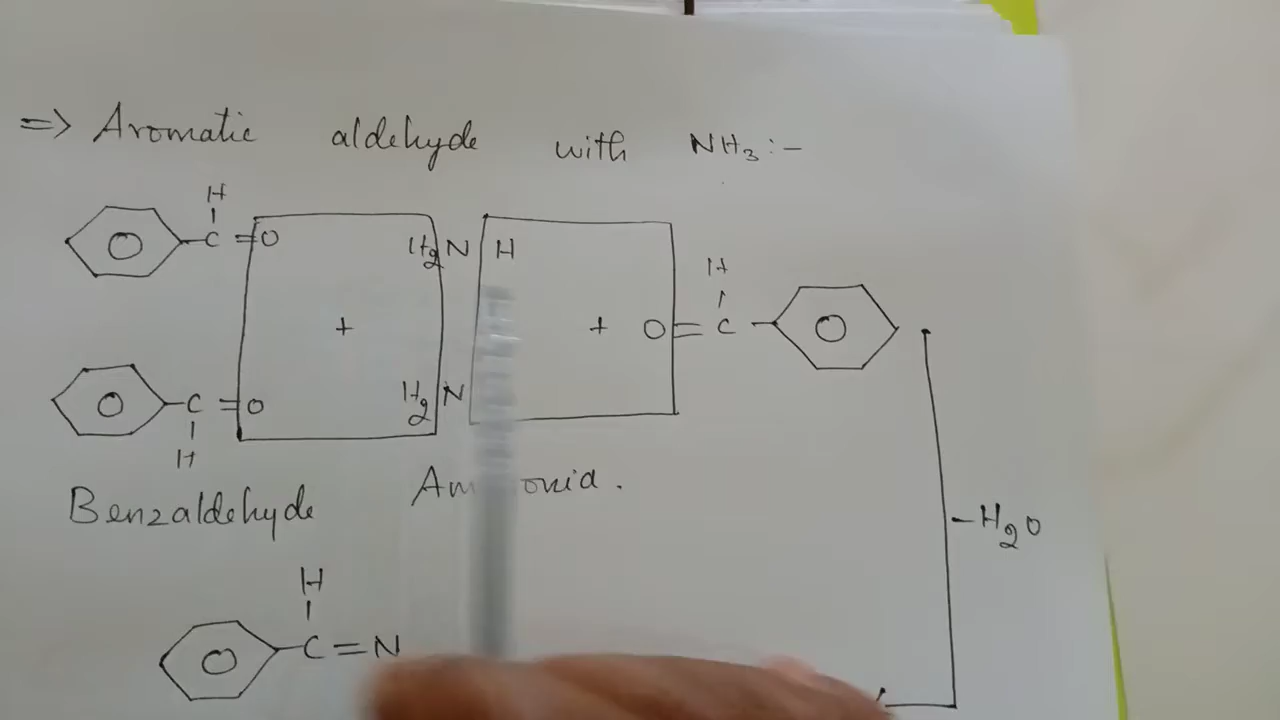 => Aromatic aldehyde with NH3:-
H
C =O H2N H
+ + O=C
H
C =O H2N
H
Benzaldehyde
-H2O
H
C=N